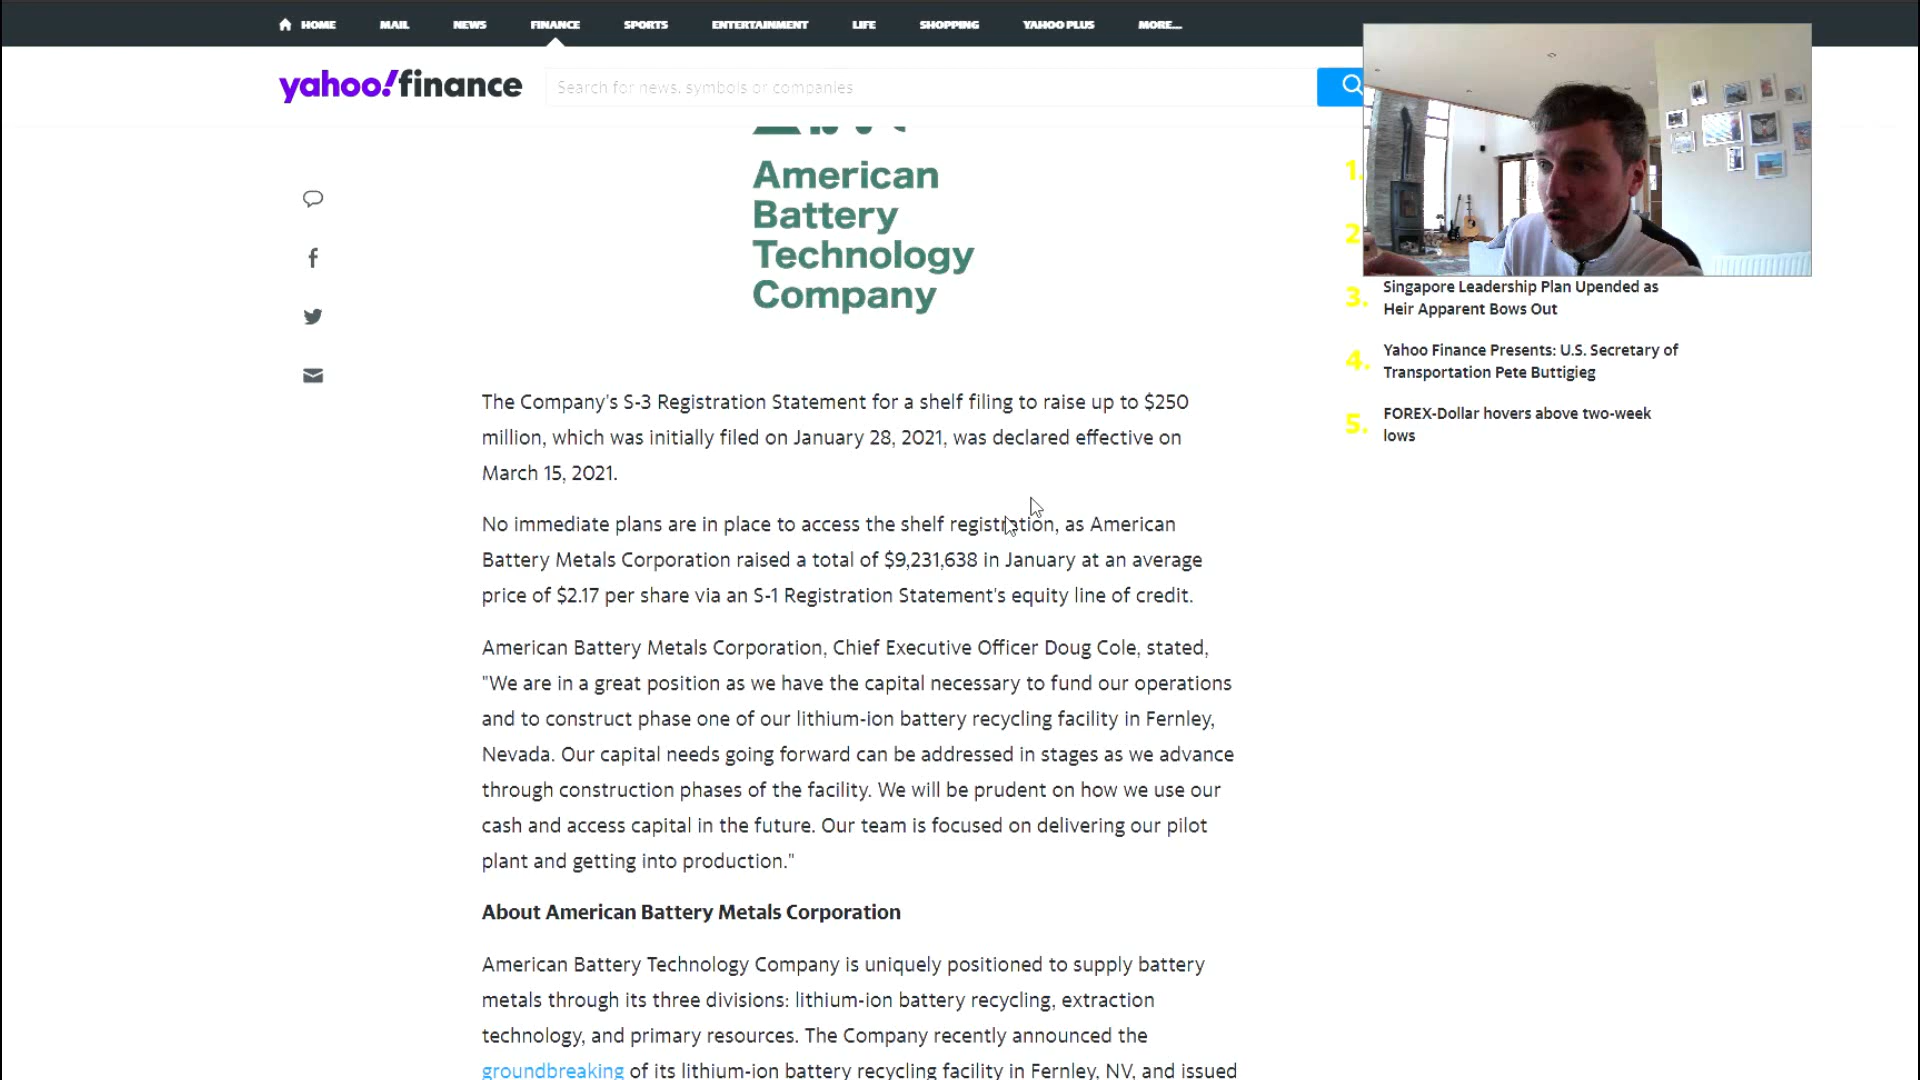 HOME MAIL NEWS FINANCE SPORTS ENTERTAINMENT LIFE SHOPPING YAHOO PLUS MORE...
yahoo!finance
Search for news, symbols or companies
American
Battery
Technology
Company
The Company's S-3 Registration Statement for a shelf filing to raise up to $250
million, which was initially filed on January 28, 2021, was declared effective on
March 15, 2021.
No immediate plans are in place to access the shelf registration, as American
Battery Metals Corporation raised a total of $9,231,638 in January at an average
price of $2.17 per share via an S-1 Registration Statement's equity line of credit.
American Battery Metals Corporation, Chief Executive Officer Doug Cole, stated,
"We are in a great position as we have the capital necessary to fund our operations
and to construct phase one of our lithium-ion battery recycling facility in Fernley,
Nevada. Our capital needs going forward can be addressed in stages as we advance
through construction phases of the facility. We will be prudent on how we use our
cash and access capital in the future. Our team is focused on delivering our pilot
plant and getting into production."
About American Battery Metals Corporation
American Battery Technology Company is uniquely positioned to supply battery
metals through its three divisions: lithium-ion battery recycling, extraction
technology, and primary resources. The Company recently announced the
groundbreaking of its lithium-ion battery recycling facility in Fernley, NV, and issued
1.
2
3. Singapore Leadership Plan Upended as
Heir Apparent Bows Out
4. Yahoo Finance Presents: U.S. Secretary of
Transportation Pete Buttigieg
5. FOREX-Dollar hovers above two-week
lows